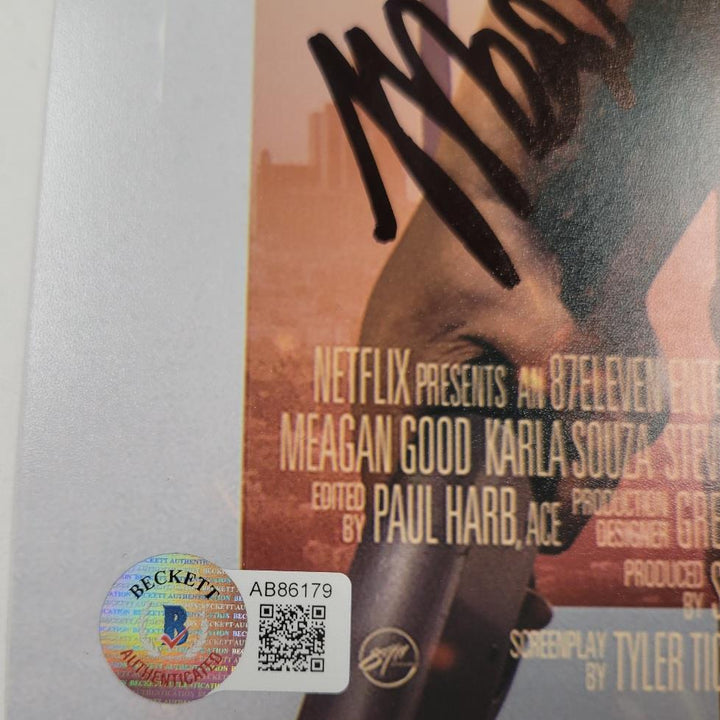 NETFLIX PRESENTS AN 87ELEVEN
MEAGAN GOOD KARLA SOUZA
EDITED BY PAUL HARB, ACE PRODUCTION DESIGNER
PRODUCED
BY
SCREENPLAY BY TYLER
BECKETT
AUTHENTICATED
AB86179